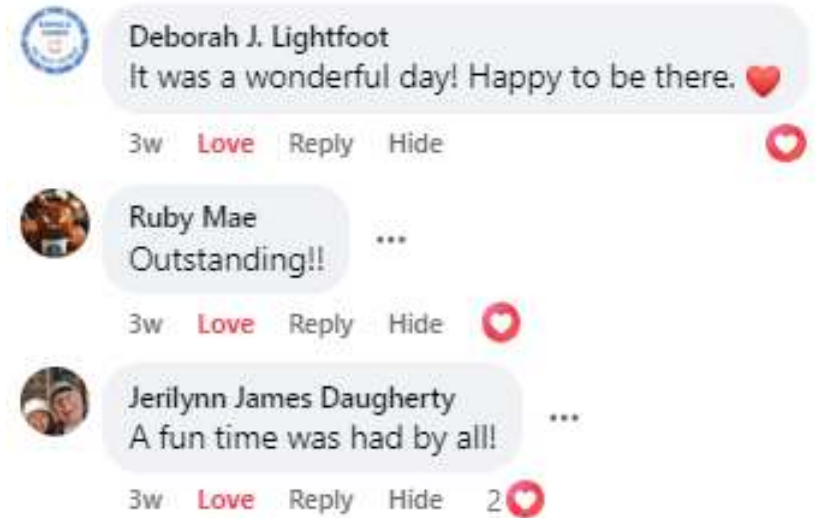 Deborah J. Lightfoot
It was a wonderful day! Happy to be there. ❤️
3w Love Reply Hide
Ruby Mae
Outstanding!!
3w Love Reply Hide
Jerilynn James Daugherty
A fun time was had by all!
3w Love Reply Hide 2